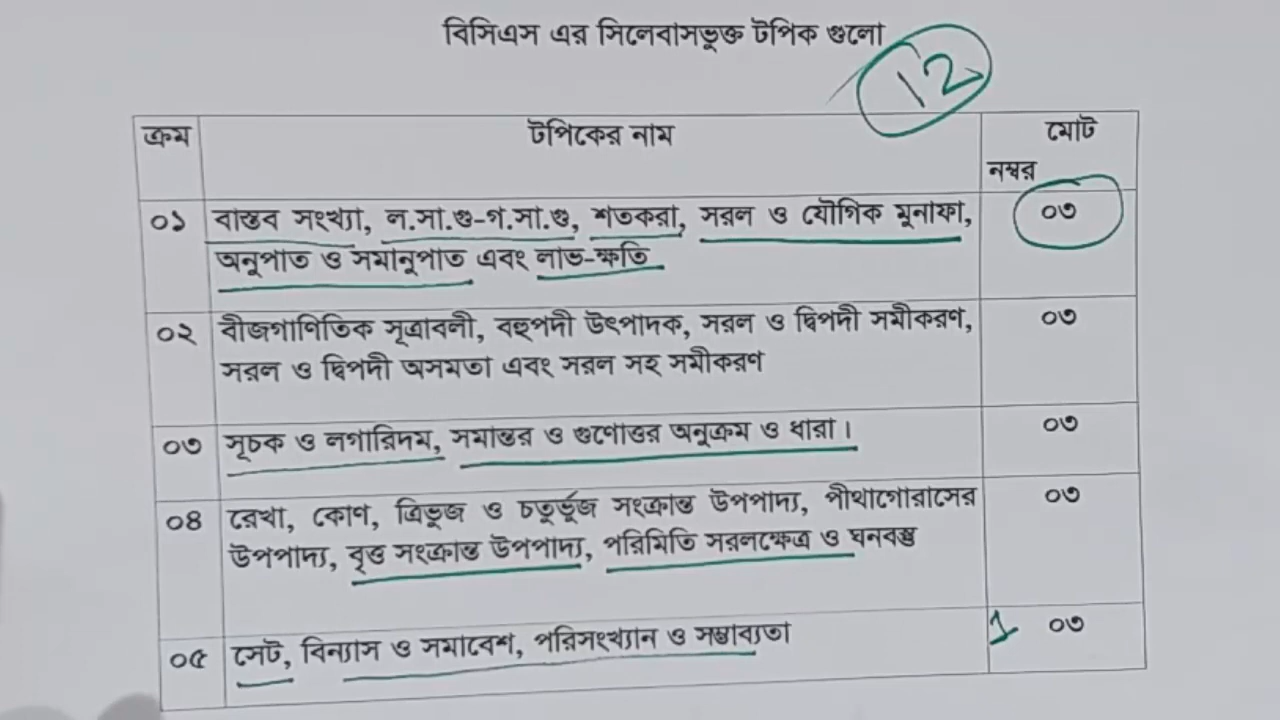 বিসিএস এর সিলেবাসভুক্ত টপিক গুলো
12
ক্রম টপিকের নাম মোট নম্বর
০১ বাস্তব সংখ্যা, ল.সা.গু-গ.সা.গু, শতকরা, সরল ও যৌগিক মুনাফা, ০৩
অনুপাত ও সমানুপাত এবং লাভ-ক্ষতি
০২ বীজগাণিতিক সূত্রাবলী, বহুপদী উৎপাদক, সরল ও দ্বিপদী সমীকরণ, ০৩
সরল ও দ্বিপদী অসমতা এবং সরল সহ সমীকরণ
০৩ সূচক ও লগারিদম, সমান্তর ও গুণোত্তর অনুক্রম ও ধারা। ০৩
০৪ রেখা, কোণ, ত্রিভুজ ও চতুর্ভূজ সংক্রান্ত উপপাদ্য, পীথাগোরাসের ০৩
উপপাদ্য, বৃত্ত সংক্রান্ত উপপাদ্য, পরিমিতি সরলক্ষেত্র ও ঘনবস্তু
০৫ সেট, বিন্যাস ও সমাবেশ, পরিসংখ্যান ও সম্ভাব্যতা 1 ০৩